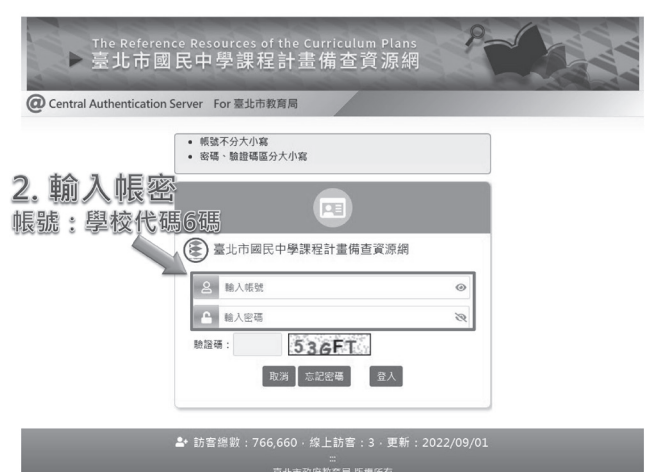 The Reference Resources of the Curriculum Plans
臺北市國民中學課程計畫備查資源網
@ Central Authentication Server For 臺北市教育局
• 帳號不分大小寫
• 密碼、驗證碼區分大小寫
2. 輸入帳密
帳號：學校代碼6碼
臺北市國民中學課程計畫備查資源網
輸入帳號
輸入密碼
驗證碼：
536FT
取消 忘記密碼 登入
訪客總數：766,660，線上訪客：3，更新：2022/09/01
:::
臺北市政府教育局 版權所有